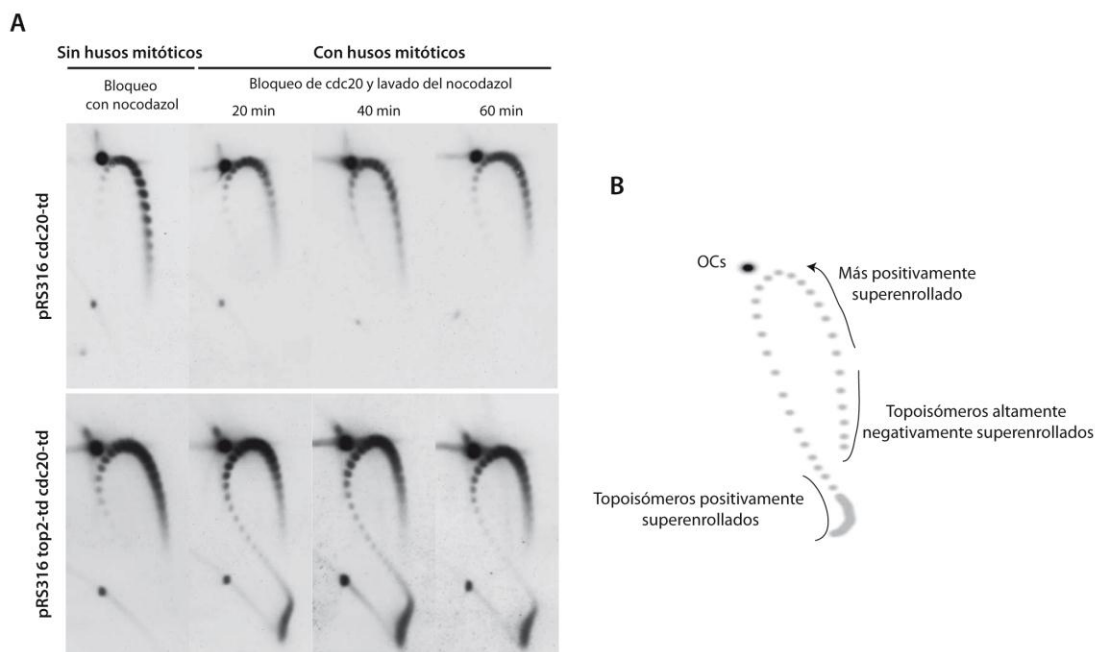 A
Sin husos mitóticos
Con husos mitóticos
Bloqueo
con nocodazol
Bloqueo de cdc20 y lavado del nocodazol
20 min
40 min
60 min
pRS316 cdc20-td
pRS316 top2-td cdc20-td
B
OCs
Más positivamente
superenrollado
Topoisómeros altamente
negativamente superenrollados
Topoisómeros positivamente
superenrollados